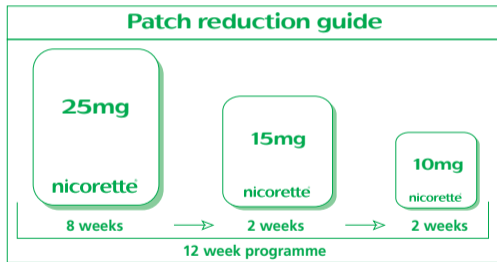 Patch reduction guide
25mg
nicorette
15mg
nicorette
10mg
nicorette
8 weeks
2 weeks
2 weeks
12 week programme